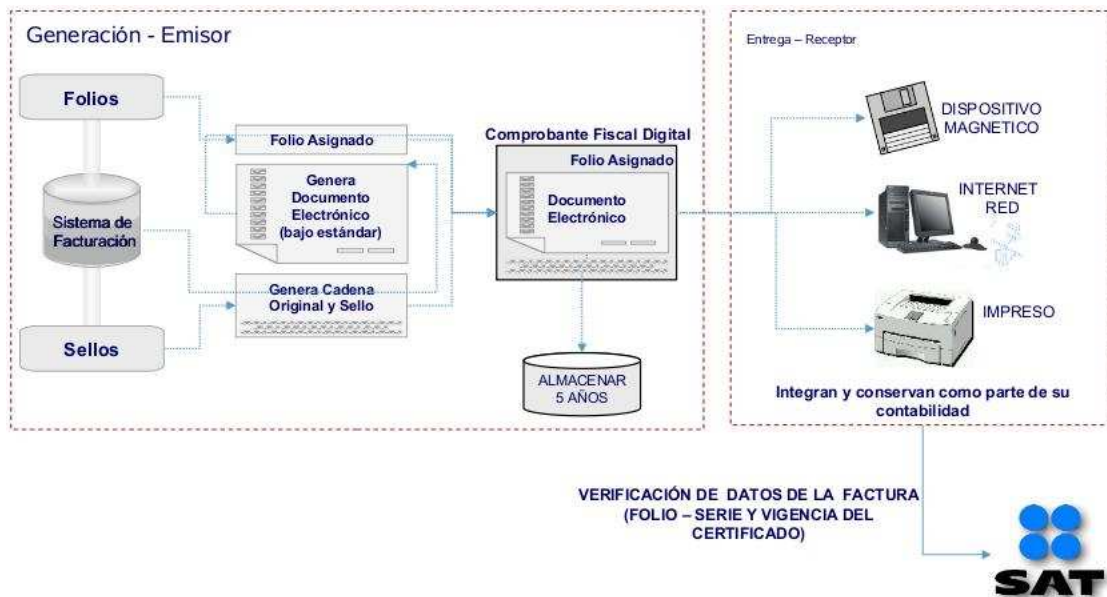 Generación - Emisor
Folios
Sistema de
Facturación
Sellos
Folio Asignado
Genera
Documento
Electrónico
(bajo estándar)
Genera Cadena
Original y Sello
Comprobante Fiscal Digital
Folio Asignado
Documento
Electrónico
ALMACENAR
5 AÑOS
Entrega – Receptor
DISPOSITIVO
MAGNETICO
INTERNET
RED
IMPRESO
Integran y conservan como parte de su
contabilidad
VERIFICACIÓN DE DATOS DE LA FACTURA
(FOLIO – SERIE Y VIGENCIA DEL
CERTIFICADO)
SAT